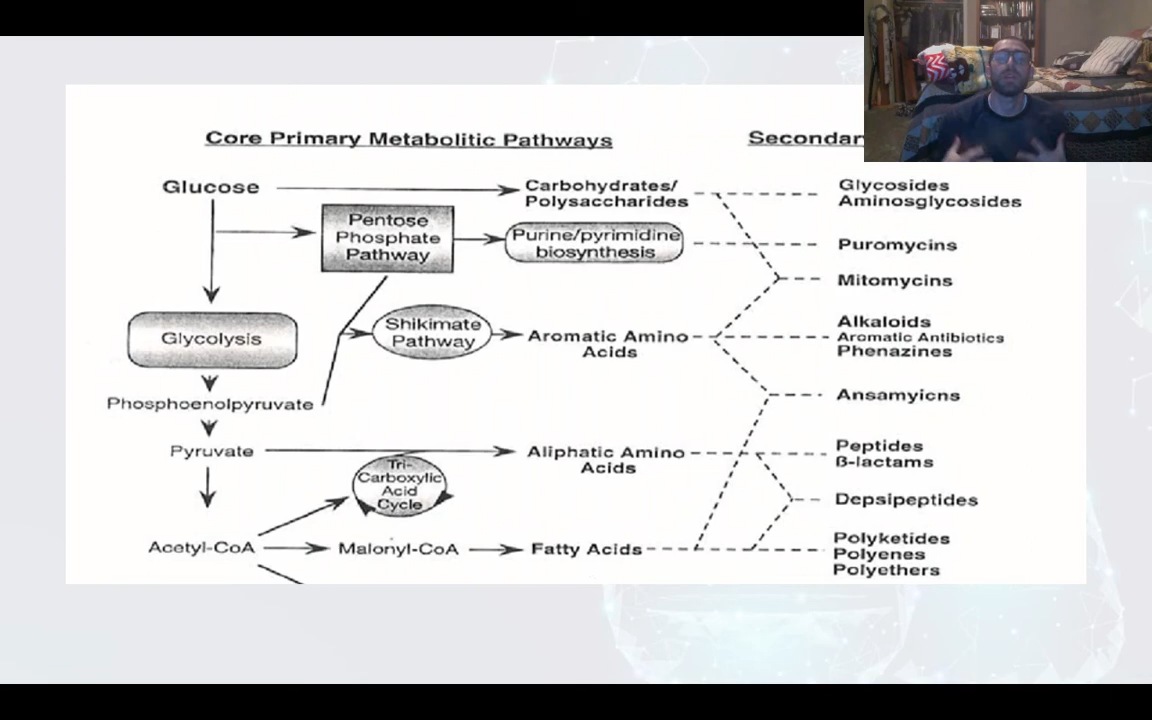 Core Primary Metabolitic Pathways
Secondary
Glucose
Carbohydrates/
Polysaccharides
Glycosides
Aminosglycosides
Pentose
Phosphate
Pathway
Purine/pyrimidine
biosynthesis
Puromycins
Mitomycins
Glycolysis
Shikimate
Pathway
Aromatic Amino
Acids
Alkaloids
Aromatic Antibiotics
Phenazines
Phosphoenolpyruvate
Ansamyicns
Pyruvate
Aliphatic Amino
Acids
Peptides
ß-lactams
Tri-
Carboxylic
Acid
Cycle
Depsipeptides
Acetyl-CoA
Malonyl-CoA
Fatty Acids
Polyketides
Polyenes
Polyethers